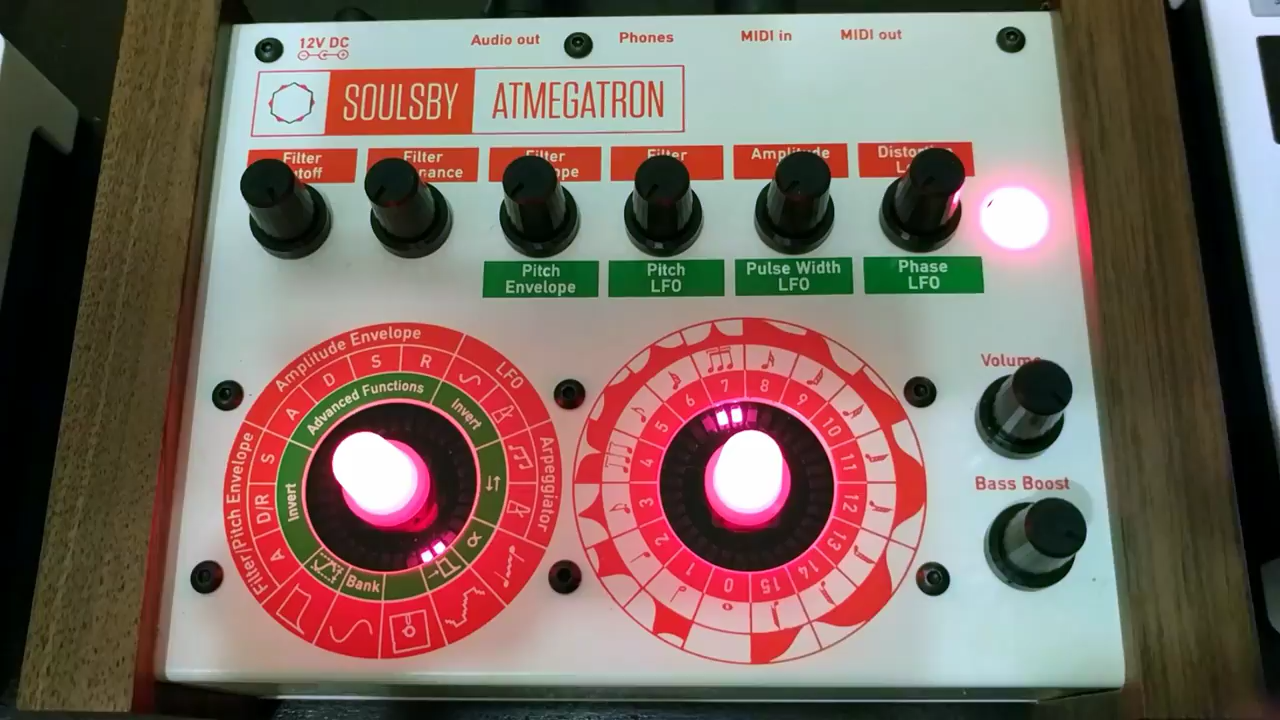 12V DC
Audio out
Phones
MIDI in
MIDI out
SOULSBY
ATMEGATRON
Filter
Filter
Filter
Amplitude
Pitch
Envelope
Pitch
LFO
Pulse Width
LFO
Phase
LFO
Volume
Bass Boost
Amplitude Envelope
A D S R
LFO
Arpeggiator
Filter/Pitch Envelope
A D/R S
Advanced Functions
Invert
Invert
Bank
α
0 1 2 3 4 5 6 7 8 9 10 11 12 13 14 15